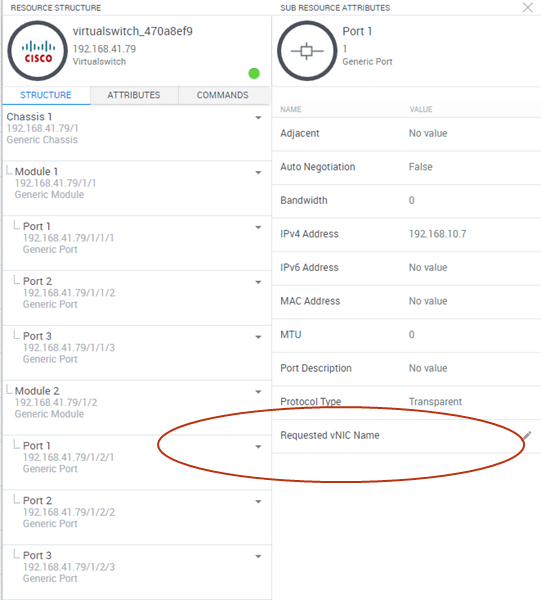 RESOURCE STRUCTURE
CISCO
virtualswitch_470a8ef9
192.168.41.79
Virtualswitch
STRUCTURE
ATTRIBUTES
COMMANDS
Chassis 1
192.168.41.79/1
Generic Chassis
Module 1
192.168.41.79/1/1
Generic Module
Port 1
192.168.41.79/1/1/1
Generic Port
Port 2
192.168.41.79/1/1/2
Generic Port
Port 3
192.168.41.79/1/1/3
Generic Port
Module 2
192.168.41.79/1/2
Generic Module
Port 1
192.168.41.79/1/2/1
Generic Port
Port 2
192.168.41.79/1/2/2
Generic Port
Port 3
192.168.41.79/1/2/3
Generic Port
SUB RESOURCE ATTRIBUTES
Port 1
1
Generic Port
NAME VALUE
Adjacent No value
Auto Negotiation False
Bandwidth 0
IPv4 Address 192.168.10.7
IPv6 Address No value
MAC Address No value
MTU 0
Port Description No value
Protocol Type Transparent
Requested vNIC Name